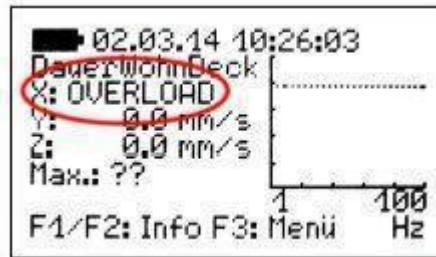 02.03.14 10:26:03
DauerWohnDeck
X: OVERLOAD
Y: 0.0 mm/s
Z: 0.0 mm/s
Max.: ??
1 100
F1/F2: Info F3: Menü Hz